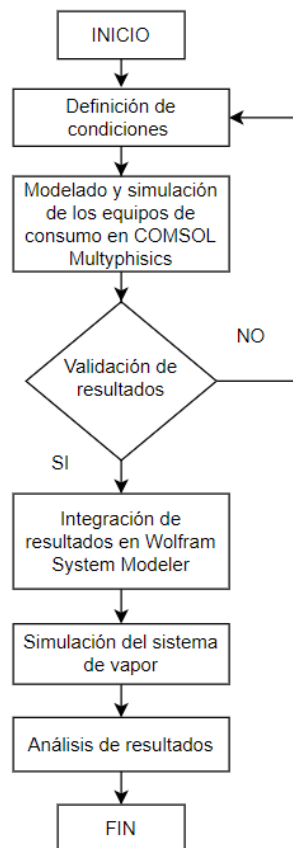 INICIO
Definición de
condiciones
Modelado y simulación
de los equipos de
consumo en COMSOL
Multyphisics
NO
Validación de
resultados
SI
Integración de
resultados en Wolfram
System Modeler
Simulación del sistema
de vapor
Análisis de resultados
FIN